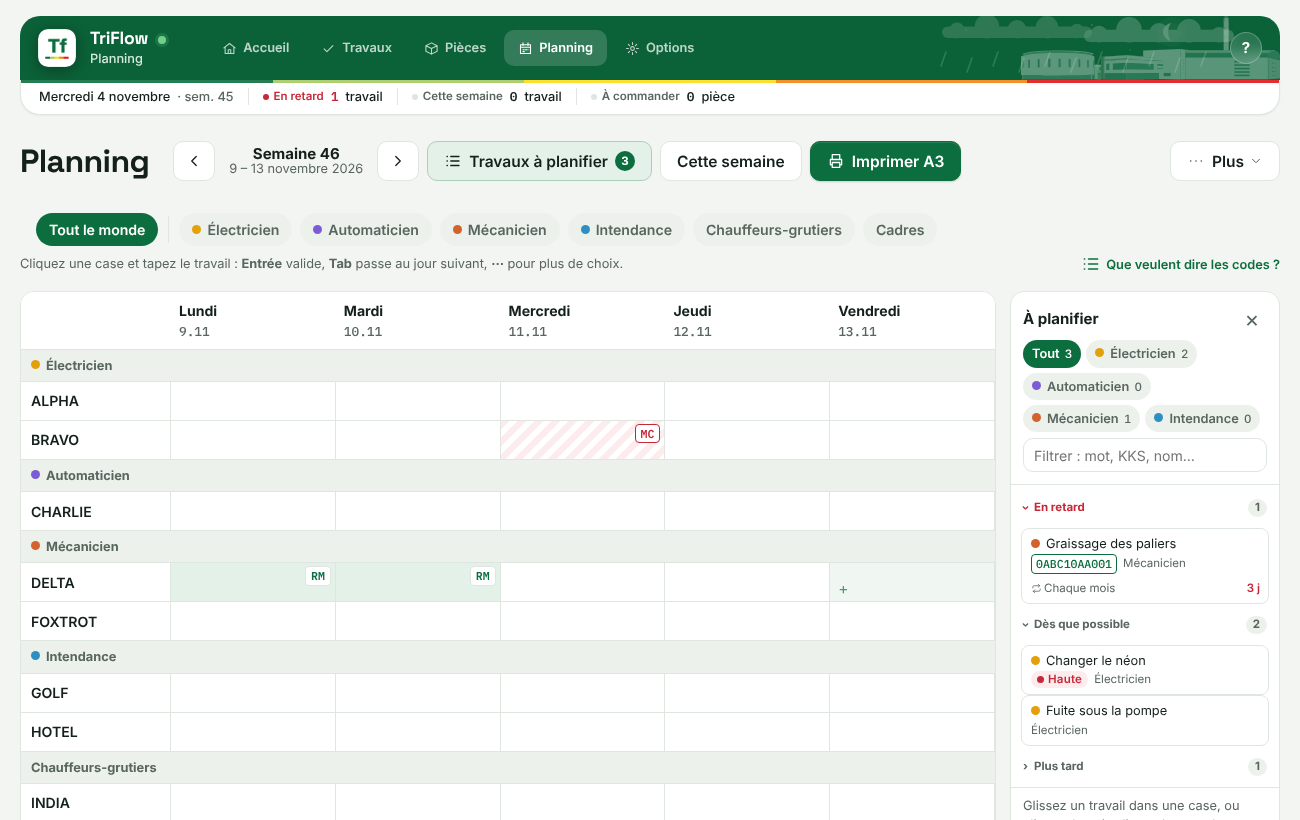 Tf
TriFlow
Planning
Accueil
Travaux
Pièces
Planning
Options
?
Mercredi 4 novembre · sem. 45
En retard 1 travail
Cette semaine 0 travail
À commander 0 pièce
Planning
Semaine 46
9 – 13 novembre 2026
Travaux à planifier 3
Cette semaine
Imprimer A3
··· Plus
Tout le monde
Électricien
Automaticien
Mécanicien
Intendance
Chauffeurs-grutiers
Cadres
Cliquez une case et tapez le travail : Entrée valide, Tab passe au jour suivant, ··· pour plus de choix.
Que veulent dire les codes ?
Lundi
9.11
Mardi
10.11
Mercredi
11.11
Jeudi
12.11
Vendredi
13.11
Électricien
ALPHA
BRAVO
MC
Automaticien
CHARLIE
Mécanicien
DELTA
RM
RM
+
FOXTROT
Intendance
GOLF
HOTEL
Chauffeurs-grutiers
INDIA
À planifier
Tout 3
Électricien 2
Automaticien 0
Mécanicien 1
Intendance 0
Filtrer : mot, KKS, nom...
En retard 1
Graissage des paliers
0ABC10AA001 Mécanicien
Chaque mois 3 j
Dès que possible 2
Changer le néon
Haute Électricien
Fuite sous la pompe
Électricien
Plus tard 1
Glissez un travail dans une case, ou